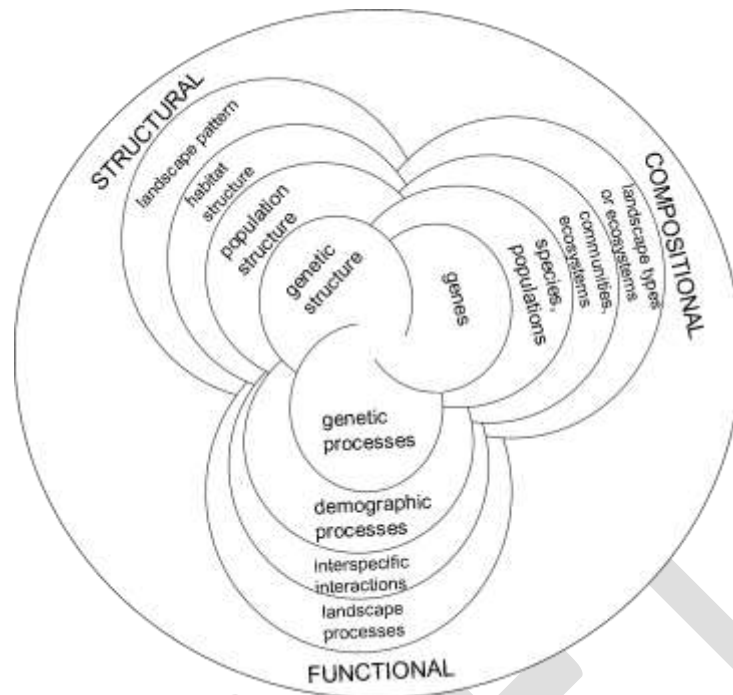 STRUCTURAL
landscape pattern
habitat
structure
population
structure
genetic
structure
COMPOSITIONAL
landscape types
or ecosystems
communities,
ecosystems
species,
populations
genes
genetic
processes
demographic
processes
interspecific
interactions
landscape
processes
FUNCTIONAL